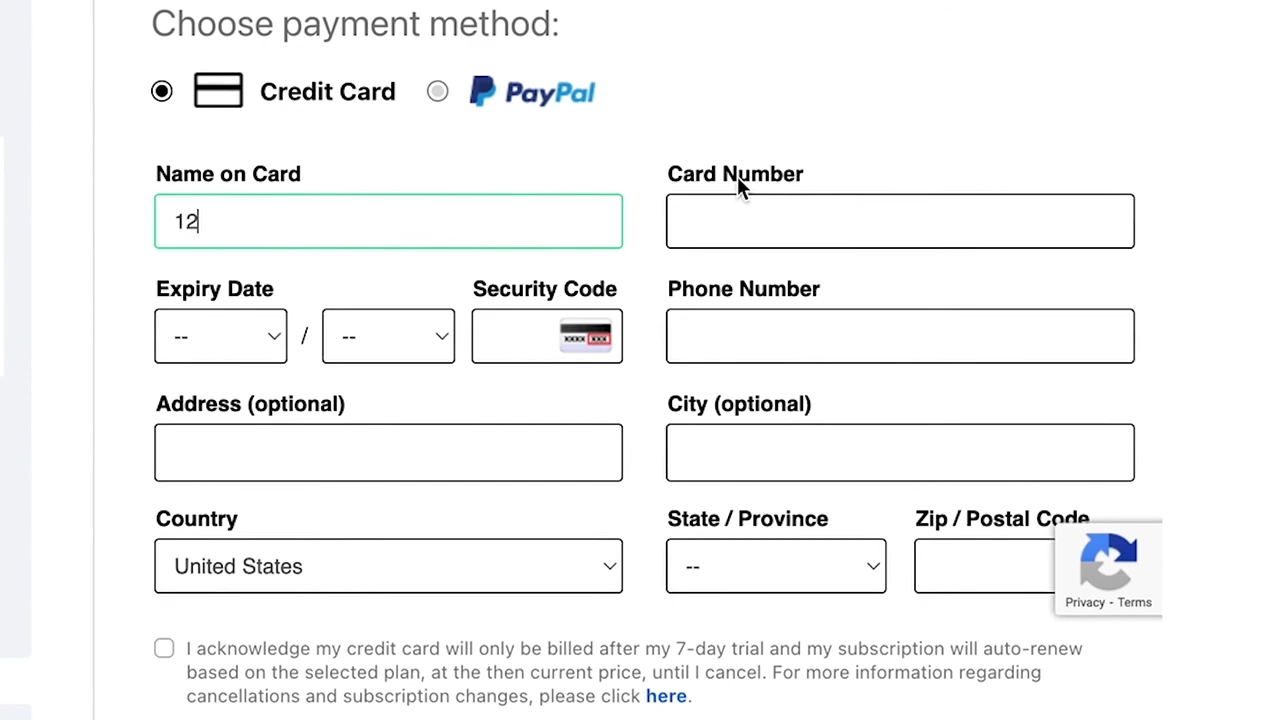 Choose payment method:
Credit Card PayPal
Name on Card Card Number
12
Expiry Date Security Code Phone Number
-- / -- XXXX XXX
Address (optional) City (optional)
Country State / Province Zip / Postal Code
United States --
Privacy - Terms
I acknowledge my credit card will only be billed after my 7-day trial and my subscription will auto-renew
based on the selected plan, at the then current price, until I cancel. For more information regarding
cancellations and subscription changes, please click here.